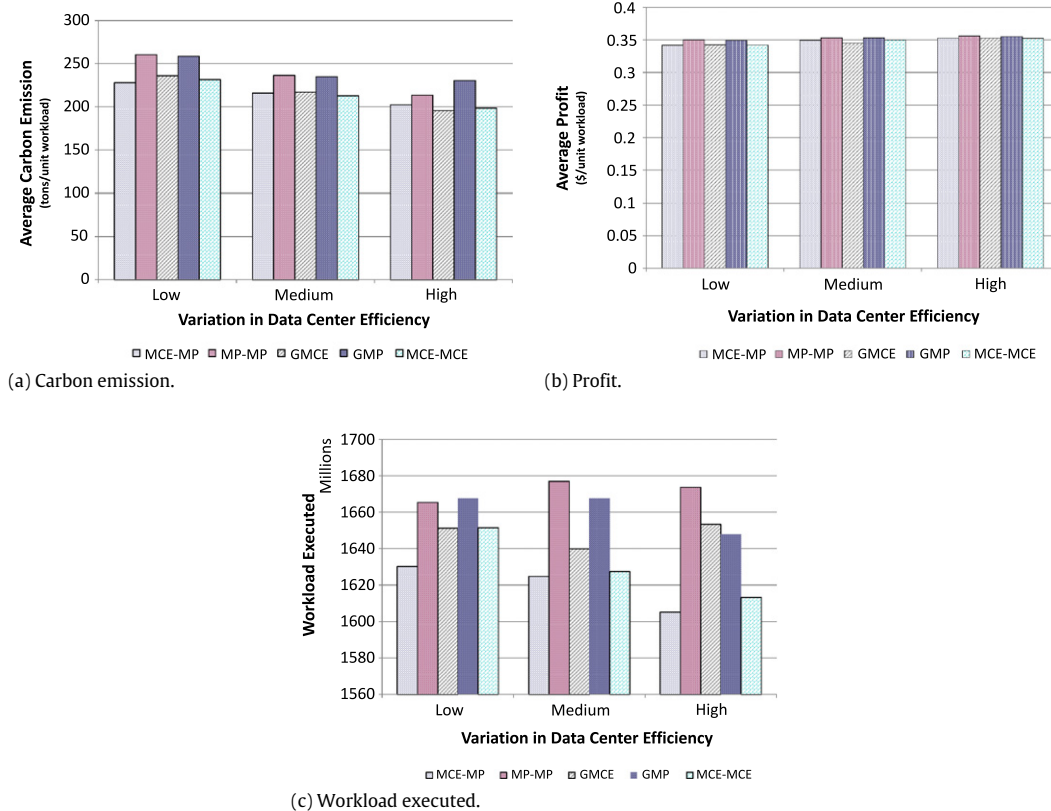 300
250
200
150
100
50
0
Average Carbon Emission
(tons/unit workload)
Low Medium High
Variation in Data Center Efficiency
MCE-MP MP-MP GMCE GMP MCE-MCE
(a) Carbon emission.
0.4
0.35
0.3
0.25
0.2
0.15
0.1
0.05
0
Average Profit
($/unit workload)
Low Medium High
Variation in Data Center Efficiency
MCE-MP MP-MP GMCE GMP MCE-MCE
(b) Profit.
1700
1680
1660
1640
1620
1600
1580
1560
Workload Executed
Millions
Low Medium High
Variation in Data Center Efficiency
MCE-MP MP-MP GMCE GMP MCE-MCE
(c) Workload executed.